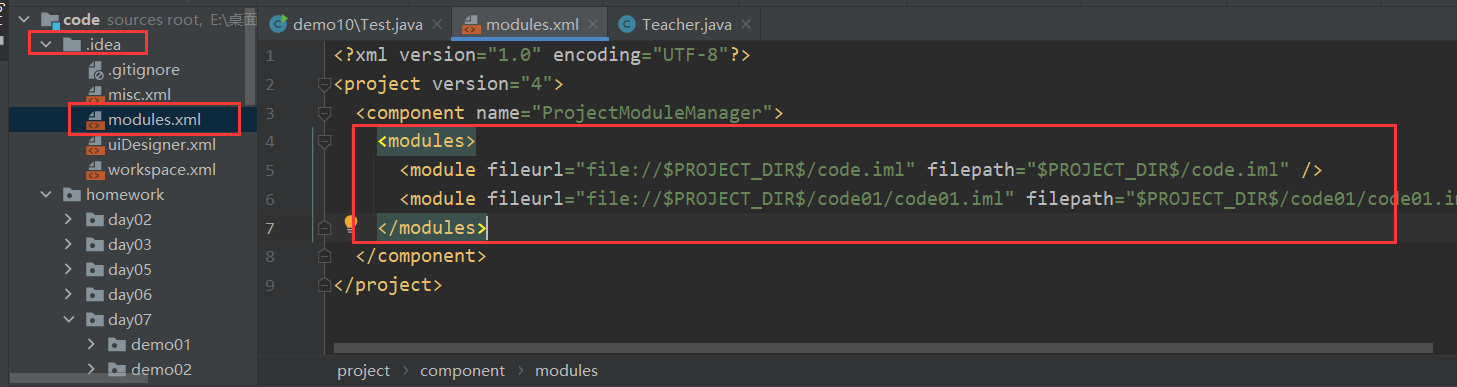 code sources root, E:\桌面
.idea
.gitignore
misc.xml
modules.xml
uiDesigner.xml
workspace.xml
homework
day02
day03
day05
day06
day07
demo01
demo02
demo10\Test.java
modules.xml
Teacher.java
1 <?xml version="1.0" encoding="UTF-8"?>
2 <project version="4">
3 <component name="ProjectModuleManager">
4 <modules>
5 <module fileurl="file://$PROJECT_DIR$/code.iml" filepath="$PROJECT_DIR$/code.iml" />
6 <module fileurl="file://$PROJECT_DIR$/code01/code01.iml" filepath="$PROJECT_DIR$/code01/code01.im
7 </modules>
8 </component>
9 </project>
project > component > modules